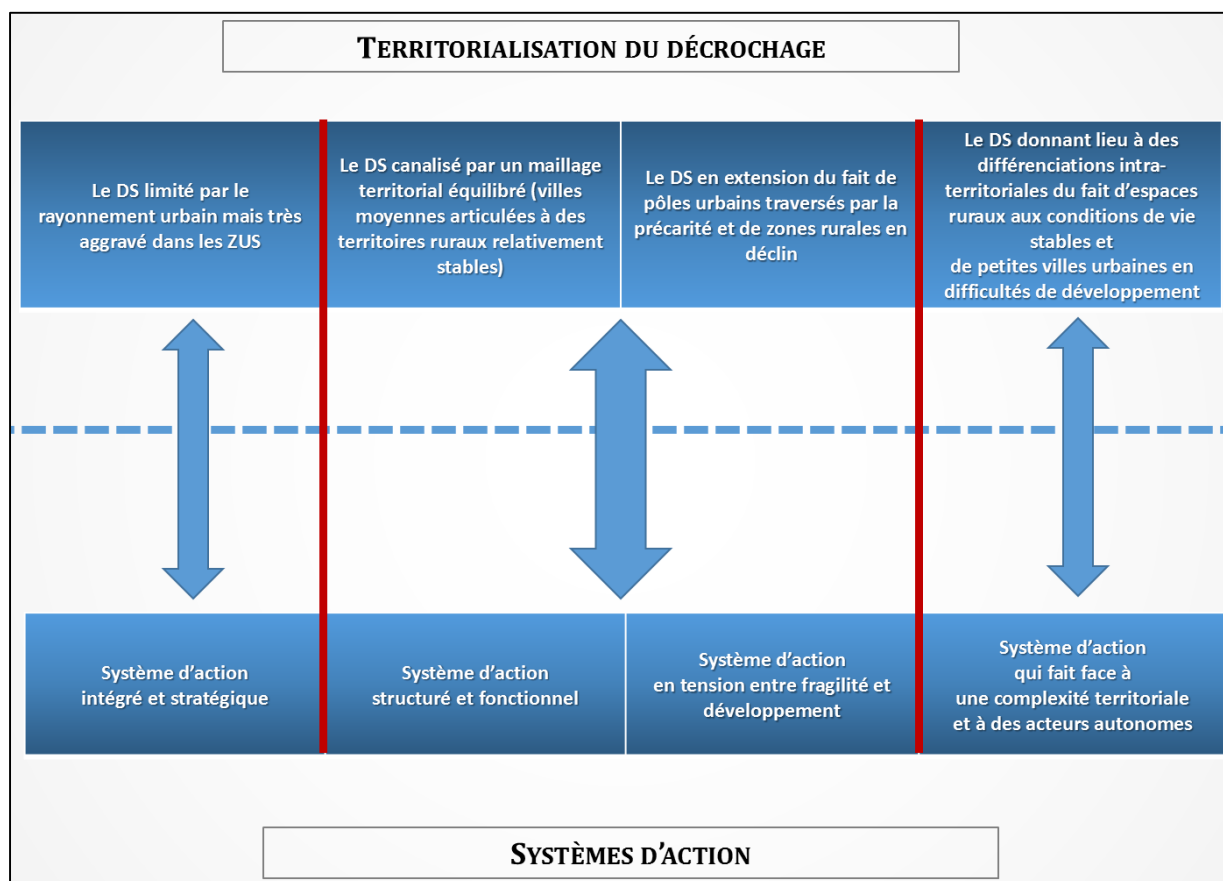 TERRITORIALISATION DU DÉCROCHAGE
Le DS limité par le
rayonnement urbain mais très
aggravé dans les ZUS
Le DS canalisé par un maillage
territorial équilibré (villes
moyennes articulées à des
territoires ruraux relativement
stables)
Le DS en extension du fait de
pôles urbains traversés par la
précarité et de zones rurales en
déclin
Le DS donnant lieu à des
différenciations intra-
territoriales du fait d'espaces
ruraux aux conditions de vie
stables et
de petites villes urbaines en
difficultés de développement
Système d'action
intégré et stratégique
Système d'action
structuré et fonctionnel
Système d'action
en tension entre fragilité et
développement
Système d'action
qui fait face à
une complexité territoriale
et à des acteurs autonomes
SYSTÈMES D'ACTION